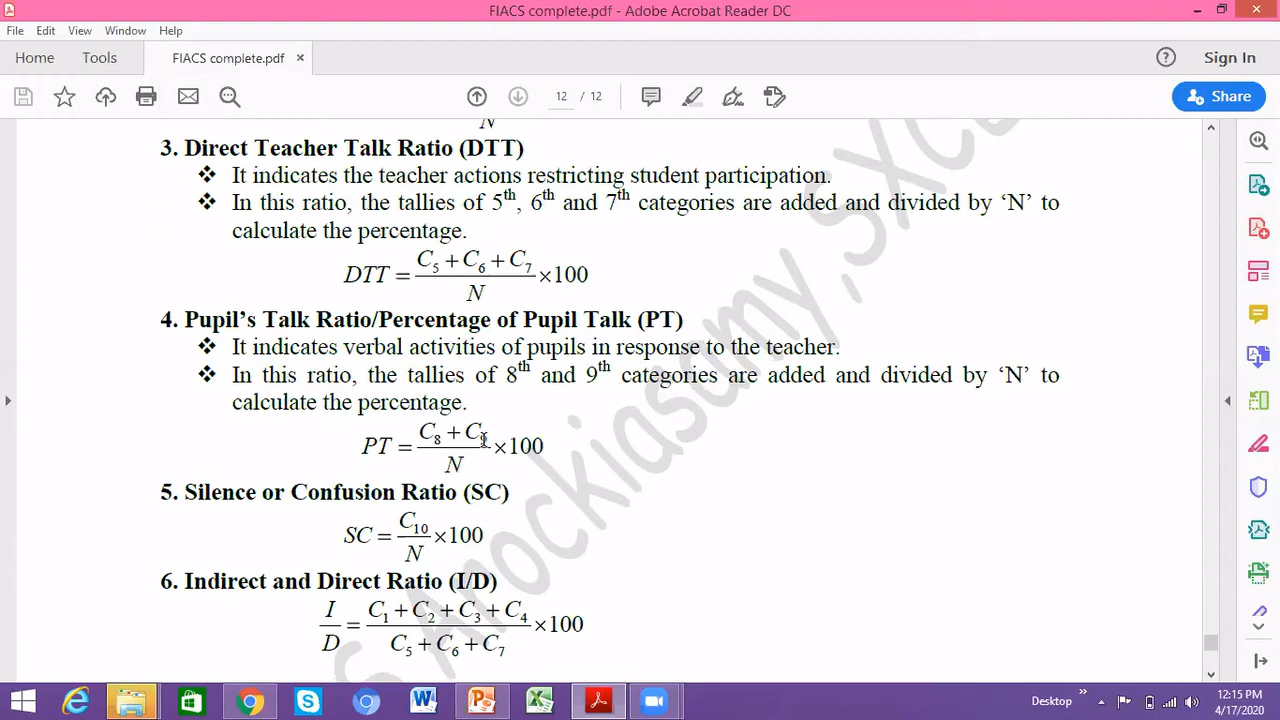 FIACS complete.pdf - Adobe Acrobat Reader DC
File Edit View Window Help
Home Tools FIACS complete.pdf × Sign In
12 / 12 Share
N
3. Direct Teacher Talk Ratio (DTT)
❖ It indicates the teacher actions restricting student participation.
❖ In this ratio, the tallies of 5th, 6th and 7th categories are added and divided by ‘N’ to
calculate the percentage.
DTT = (C5 + C6 + C7) / N × 100
4. Pupil’s Talk Ratio/Percentage of Pupil Talk (PT)
❖ It indicates verbal activities of pupils in response to the teacher.
❖ In this ratio, the tallies of 8th and 9th categories are added and divided by ‘N’ to
calculate the percentage.
PT = (C8 + C9) / N × 100
5. Silence or Confusion Ratio (SC)
SC = C10 / N × 100
6. Indirect and Direct Ratio (I/D)
I / D = (C1 + C2 + C3 + C4) / (C5 + C6 + C7) × 100
S Arockiasamy, SXCE
Desktop 12:15 PM
4/17/2020